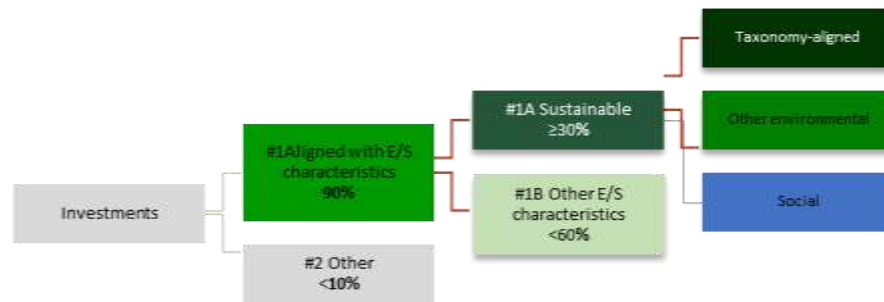 Taxonomy-aligned
#1A Sustainable
≥30%
Other environmental
#1Aligned with E/S
characteristics
90%
#1B Other E/S
characteristics
<60%
Social
Investments
#2 Other
<10%